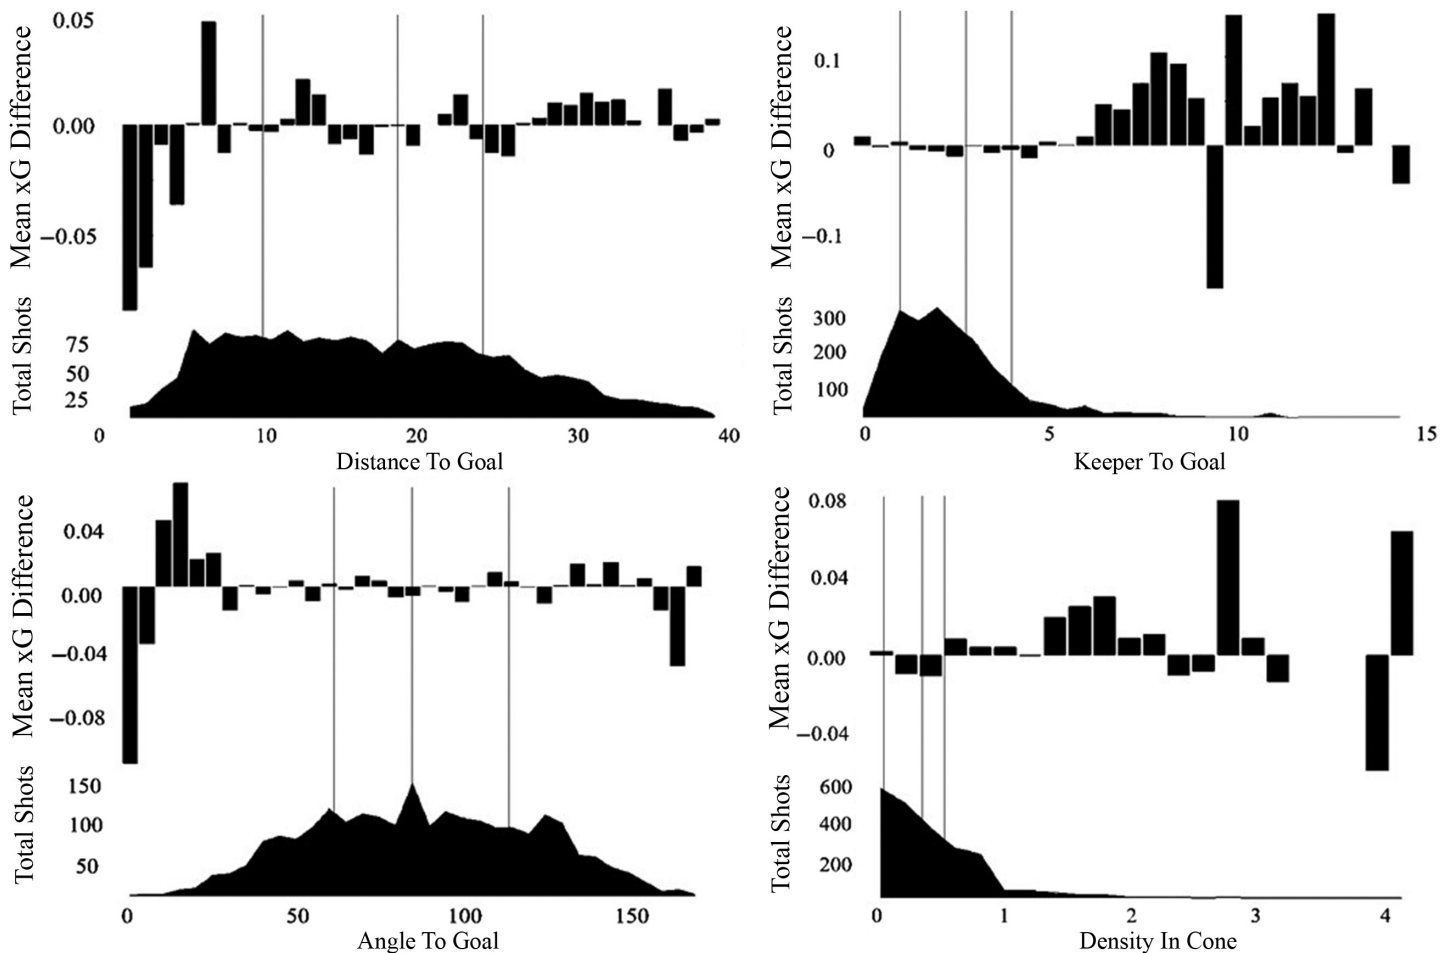 Mean xG Difference
0.05
0.00
−0.05
Total Shots
75
50
25
0 10 20 30 40
Distance To Goal
Mean xG Difference
0.1
0
−0.1
Total Shots
300
200
100
0 5 10 15
Keeper To Goal
Mean xG Difference
0.04
0.00
−0.04
−0.08
Total Shots
150
100
50
0 50 100 150
Angle To Goal
Mean xG Difference
0.08
0.04
0.00
−0.04
Total Shots
600
400
200
0 1 2 3 4
Density In Cone